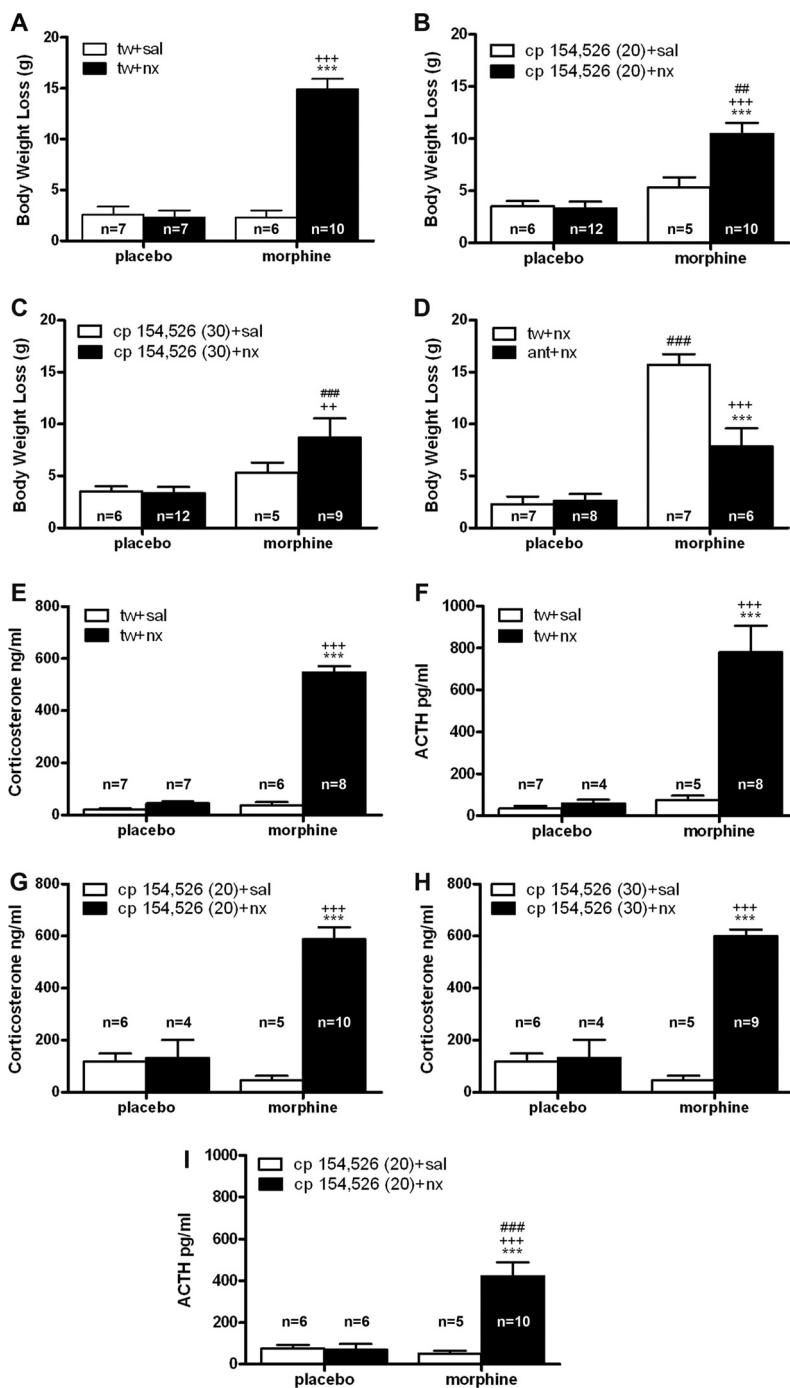 A
Body Weight Loss (g)
20
15
10
5
0
tw+sal
tw+nx
+++
***
n=7
n=7
n=6
n=10
placebo
morphine
B
Body Weight Loss (g)
20
15
10
5
0
cp 154,526 (20)+sal
cp 154,526 (20)+nx
##
+++
***
n=6
n=12
n=5
n=10
placebo
morphine
C
Body Weight Loss (g)
20
15
10
5
0
cp 154,526 (30)+sal
cp 154,526 (30)+nx
###
++
n=6
n=12
n=5
n=9
placebo
morphine
D
Body Weight Loss (g)
20
15
10
5
0
tw+nx
ant+nx
###
+++
***
n=7
n=8
n=7
n=6
placebo
morphine
E
Corticosterone ng/ml
800
600
400
200
0
tw+sal
tw+nx
+++
***
n=7
n=7
n=6
n=8
placebo
morphine
F
ACTH pg/ml
1000
800
600
400
200
0
tw+sal
tw+nx
+++
***
n=7
n=4
n=5
n=8
placebo
morphine
G
Corticosterone ng/ml
800
600
400
200
0
cp 154,526 (20)+sal
cp 154,526 (20)+nx
+++
***
n=6
n=4
n=5
n=10
placebo
morphine
H
Corticosterone ng/ml
800
600
400
200
0
cp 154,526 (30)+sal
cp 154,526 (30)+nx
+++
***
n=6
n=4
n=5
n=9
placebo
morphine
I
ACTH pg/ml
1000
800
600
400
200
0
cp 154,526 (20)+sal
cp 154,526 (20)+nx
###
+++
***
n=6
n=6
n=5
n=10
placebo
morphine